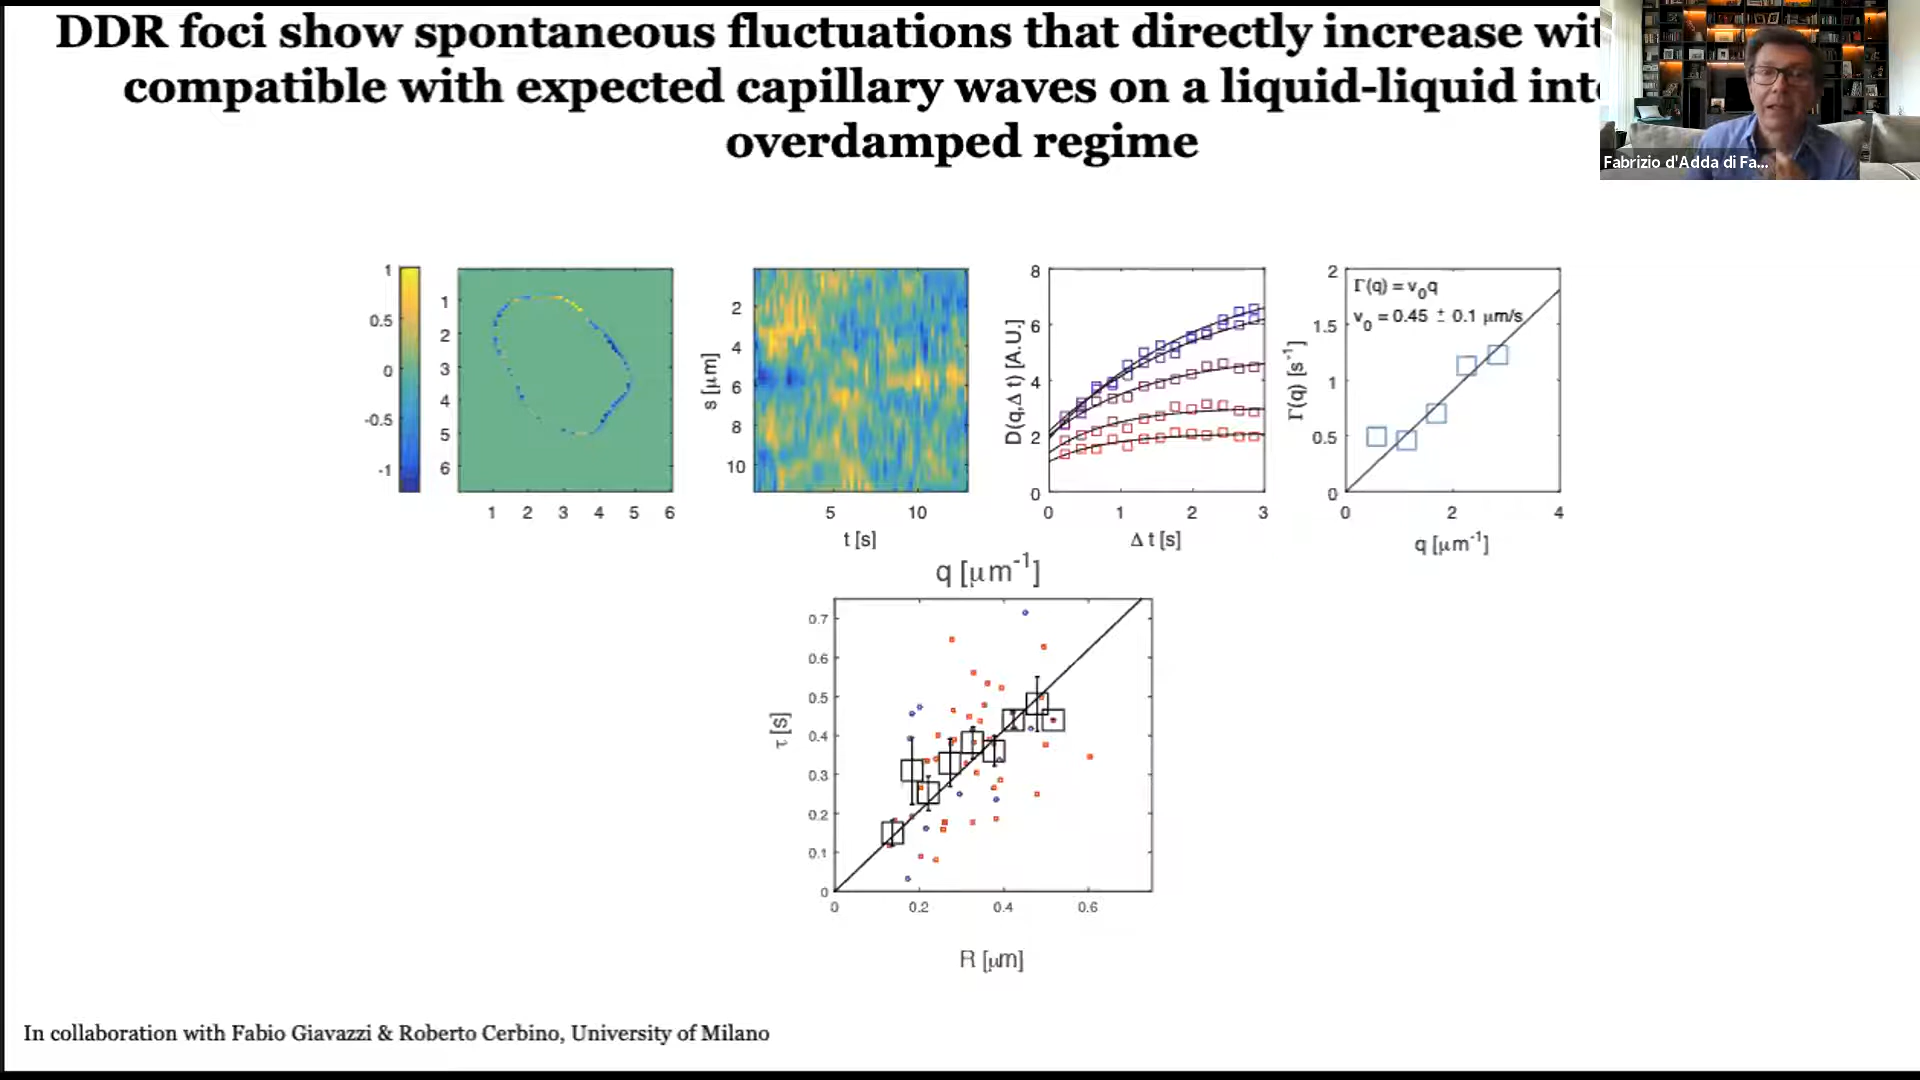 DDR foci show spontaneous fluctuations that directly increase
compatible with expected capillary waves on a liquid-liquid
overdamped regime
Fabrizio d'Adda di Fa...
1
0.5
0
-0.5
-1
1
2
3
4
5
6
1 2 3 4 5 6
s [μm]
2
4
6
8
10
5 10
t [s]
D(q,Δ t) [A.U.]
8
6
4
2
0
0 1 2 3
Δ t [s]
Γ(q) [s⁻¹]
2
1.5
1
0.5
0
Γ(q) = v₀q
v₀ = 0.45 ± 0.1 μm/s
0 2 4
q [μm⁻¹]
q [μm⁻¹]
τ [s]
0.7
0.6
0.5
0.4
0.3
0.2
0.1
0
0 0.2 0.4 0.6
R [μm]
In collaboration with Fabio Giavazzi & Roberto Cerbino, University of Milano